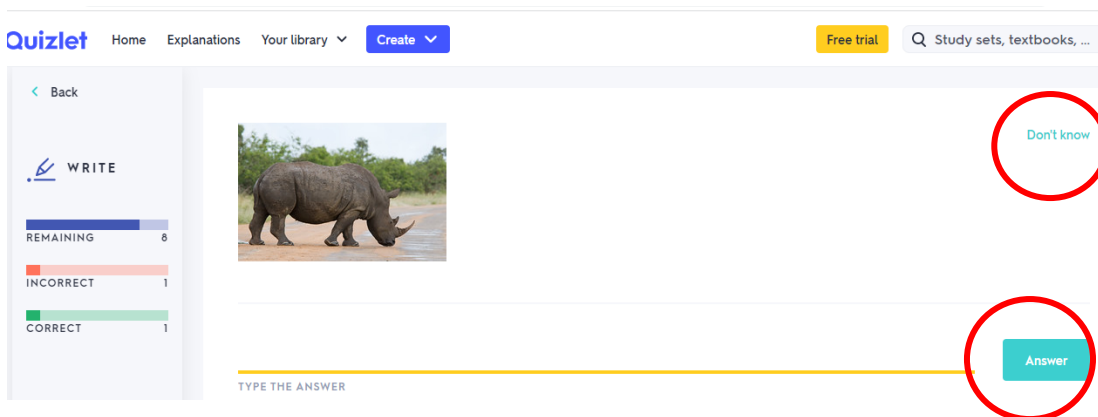 Quizlet Home Explanations Your library Create Free trial Study sets, textbooks, ...
Back
Don't know
WRITE
REMAINING 8
INCORRECT 1
CORRECT 1
Answer
TYPE THE ANSWER